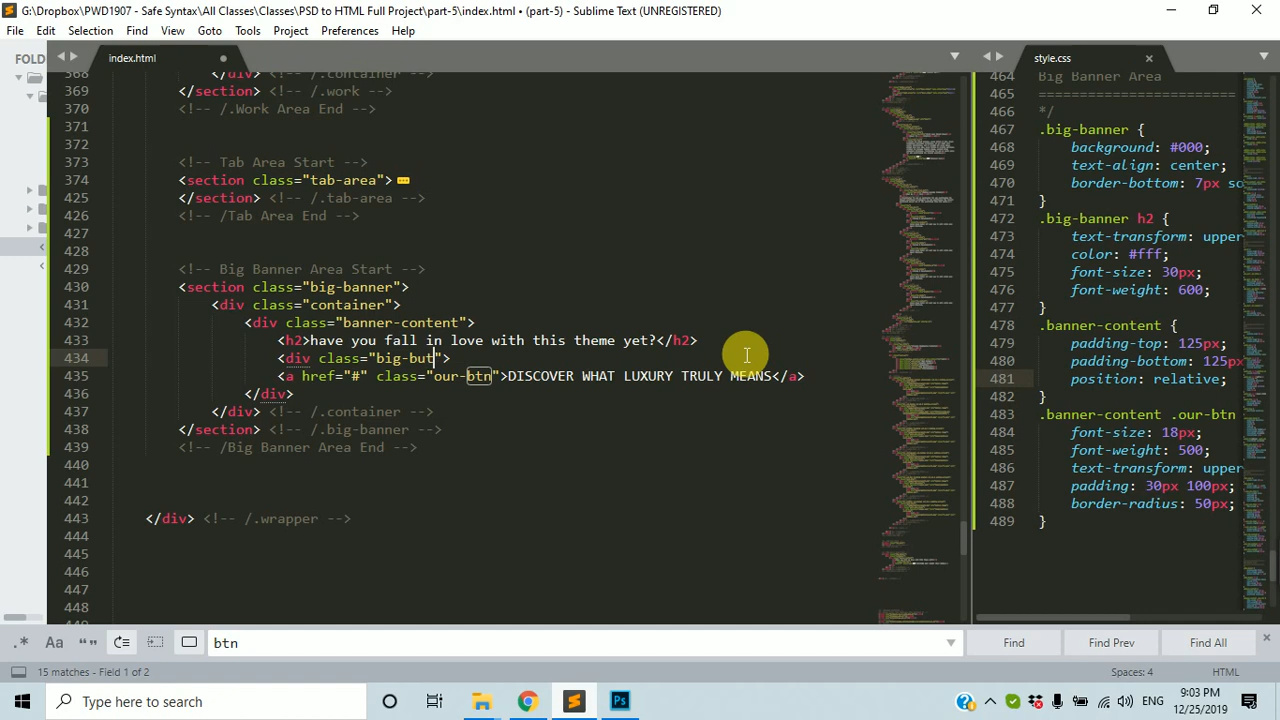 G:\Dropbox\PWD1907 - Safe Syntax\All Classes\Classes\PSD to HTML Full Project\part-5\index.html • (part-5) - Sublime Text (UNREGISTERED)
File Edit Selection Find View Goto Tools Project Preferences Help
FOLD
index.html
368 </div> <!-- /.container -->
369 </section> <!-- /.work -->
370 <!-- /.Work Area End -->
371
372
373 <!-- Tab Area Start -->
374 <section class="tab-area">
425 </section> <!-- /.tab-area -->
426 <!-- /Tab Area End -->
427
428
429 <!-- Big Banner Area Start -->
430 <section class="big-banner">
431 <div class="container">
432 <div class="banner-content">
433 <h2>have you fall in love with this theme yet?</h2>
434 <div class="big-but">
435 <a href="#" class="our-btn">DISCOVER WHAT LUXURY TRULY MEANS</a>
436 </div>
437 </div> <!-- /.container -->
438 </section> <!-- /.big-banner -->
439 <!-- /Big Banner Area End -->
440
441
442
443 </div> <!-- /.wrapper -->
444
445
446
447
448
style.css
464 Big Banner Area
465 ========================
466 */
467 .big-banner {
468 background: #000;
469 text-align: center;
470 border-bottom: 7px so
471 }
472 .big-banner h2 {
473 text-transform: upper
474 color: #fff;
475 font-size: 30px;
476 font-weight: 600;
477 }
478 .banner-content {
479 padding-top: 125px;
480 padding-bottom: 125px
481 position: relative;
482 }
483 .banner-content .our-btn
484 font-size: 18px;
485 font-weight: 500;
486 text-transform: upper
487 padding: 30px 100px;
488 border-radius: 50px;
489 }
.* Aa “” btn Find Find Prev Find All
15 matches - Field 1 of 2 Spaces: 4 HTML
Type here to search
ENG
9:03 PM
12/25/2019